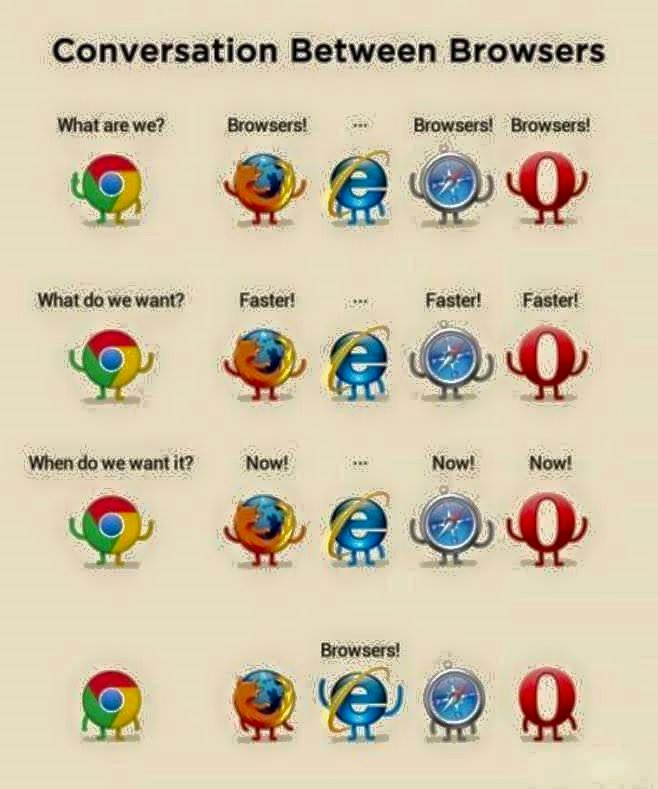 Conversation Between Browsers
What are we? Browsers! ... Browsers! Browsers!
What do we want? Faster! ... Faster! Faster!
When do we want it? Now! ... Now! Now!
Browsers!